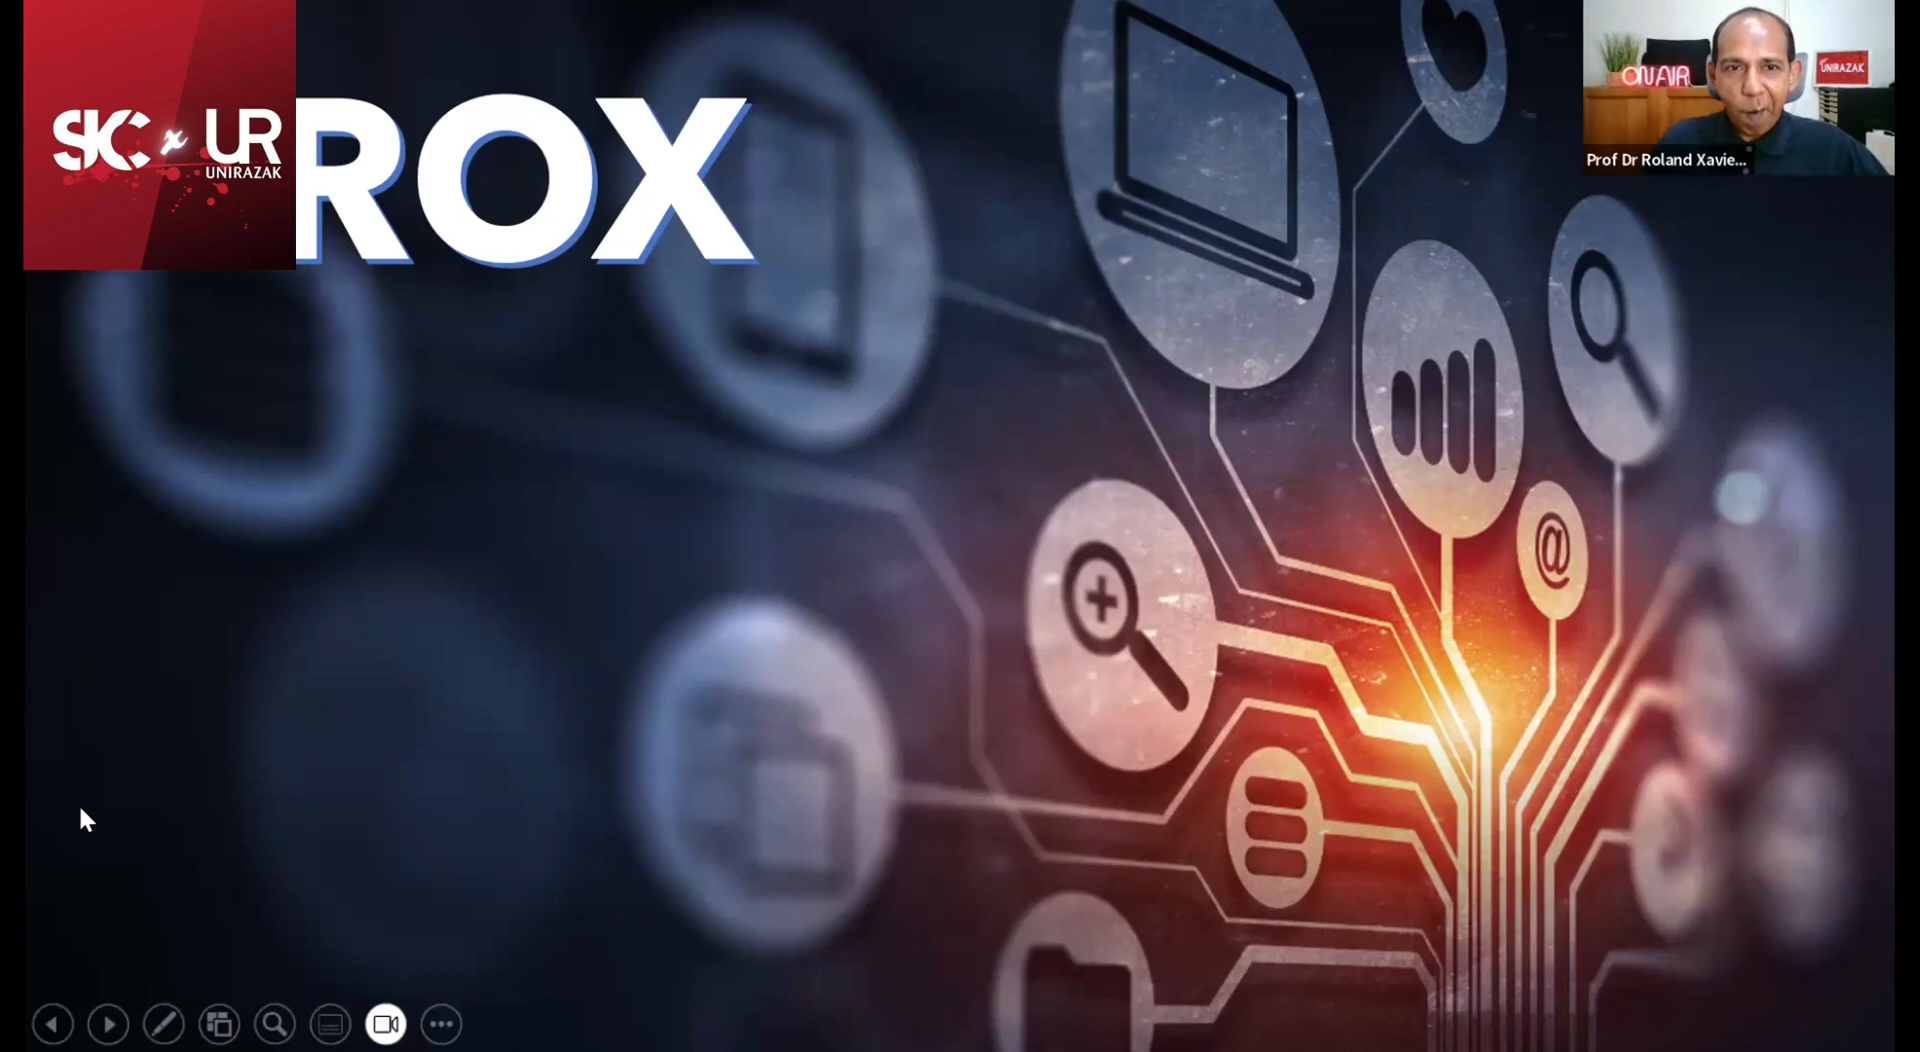 SKC x UR
UNIRAZAK
ROX
ON AIR
UNIRAZAK
Prof Dr Roland Xavie...
@